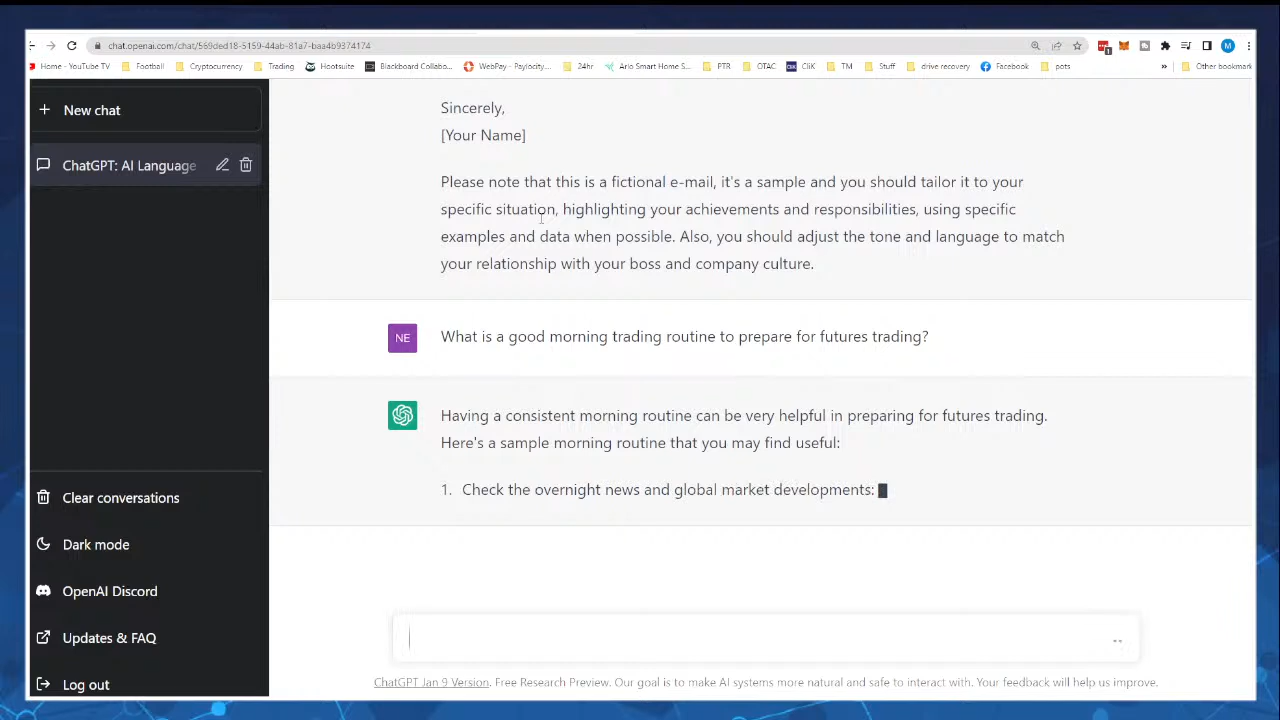 chat.openai.com/chat/569ded18-5159-44ab-81a7-baa4b9374174
1
M
Home - YouTube TV Football Cryptocurrency Trading Hootsuite Blackboard Collabo... WebPay - Paylocity... 24hr Arlo Smart Home S... PTR OTAC CliK TM Stuff drive recovery Facebook pots » Other bookmark
+ New chat
ChatGPT: AI Language
Clear conversations
Dark mode
OpenAI Discord
Updates & FAQ
Log out
Sincerely,
[Your Name]
Please note that this is a fictional e-mail, it's a sample and you should tailor it to your
specific situation, highlighting your achievements and responsibilities, using specific
examples and data when possible. Also, you should adjust the tone and language to match
your relationship with your boss and company culture.
NE What is a good morning trading routine to prepare for futures trading?
Having a consistent morning routine can be very helpful in preparing for futures trading.
Here's a sample morning routine that you may find useful:
1. Check the overnight news and global market developments:
ChatGPT Jan 9 Version. Free Research Preview. Our goal is to make AI systems more natural and safe to interact with. Your feedback will help us improve.